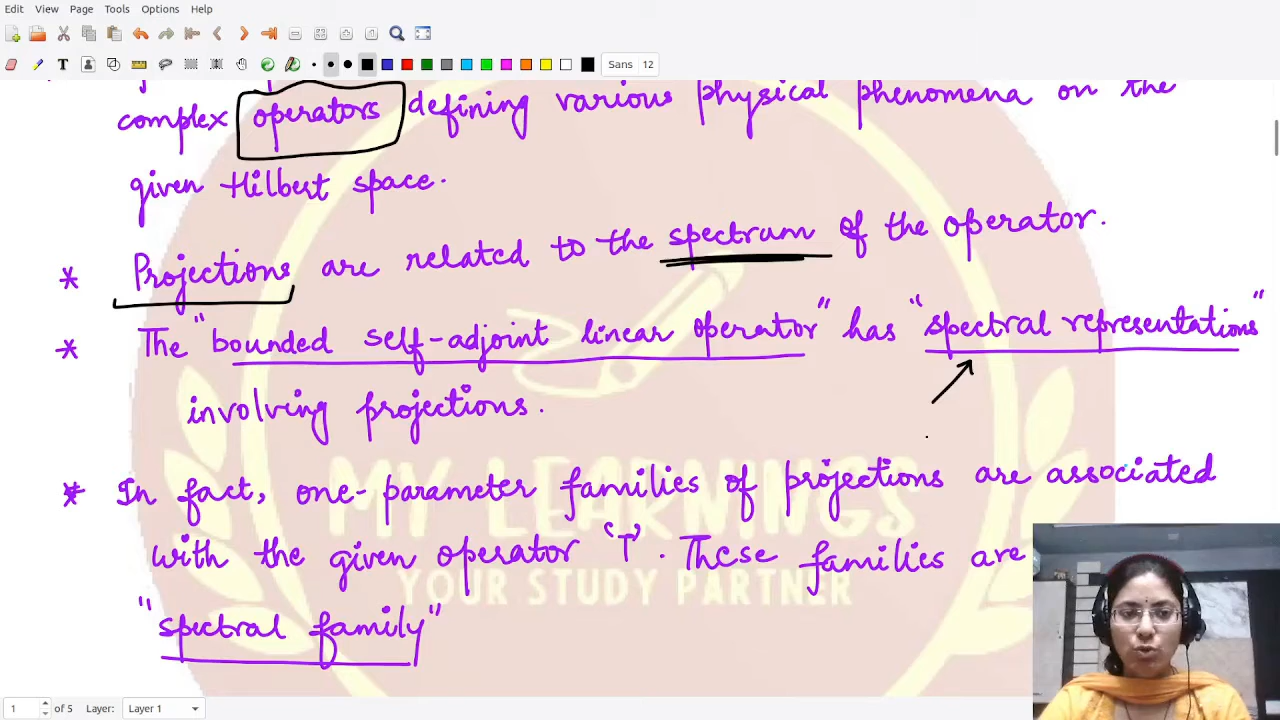 Edit View Page Tools Options Help
Sans 12
complex operators defining various physical phenomena on the
given Hilbert space.
* Projections are related to the spectrum of the operator.
* The "bounded self-adjoint linear operator" has "spectral representations"
involving projections.
* In fact, one-parameter families of projections are associated
with the given operator 'T'. These families are
"spectral family"
MY LEARNINGS
YOUR STUDY PARTNER
1 of 5 Layer: Layer 1